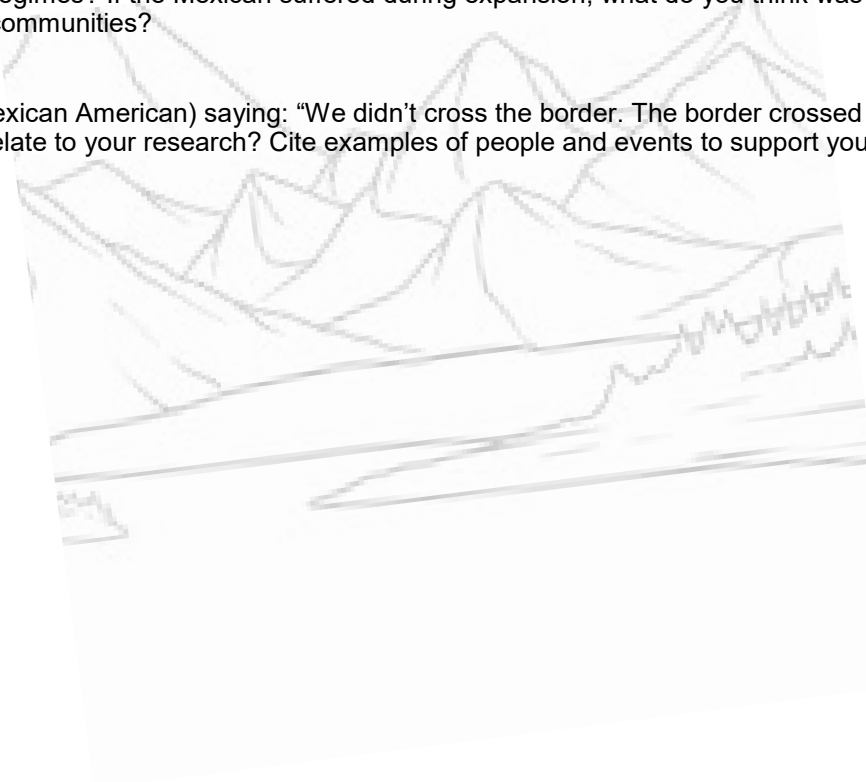 egimes? If the Mexican suffered during expansion, what do you think was
communities?
exican American) saying: “We didn’t cross the border. The border crossed
elate to your research? Cite examples of people and events to support you